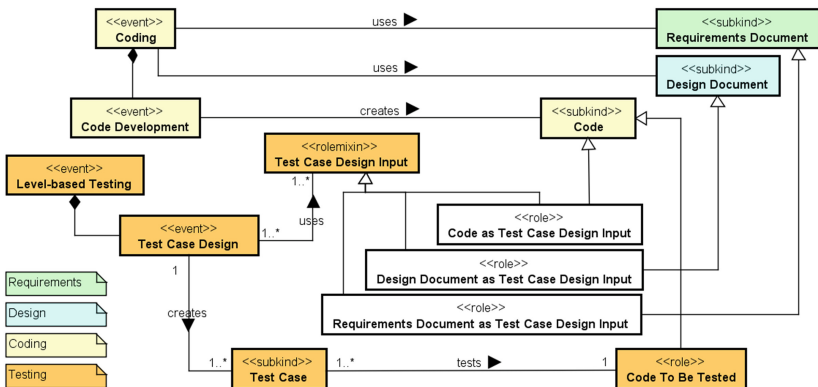 <<event>>
Coding
uses
<<subkind>>
Requirements Document
uses
<<subkind>>
Design Document
<<event>>
Code Development
creates
<<subkind>>
Code
<<rolemixin>>
Test Case Design Input
<<event>>
Level-based Testing
1..*
<<event>>
Test Case Design
1..*
uses
<<role>>
Code as Test Case Design Input
<<role>>
Design Document as Test Case Design Input
<<role>>
Requirements Document as Test Case Design Input
1
creates
Requirements
Design
Coding
Testing
1..*
<<subkind>>
Test Case
1..*
tests
1
<<role>>
Code To Be Tested